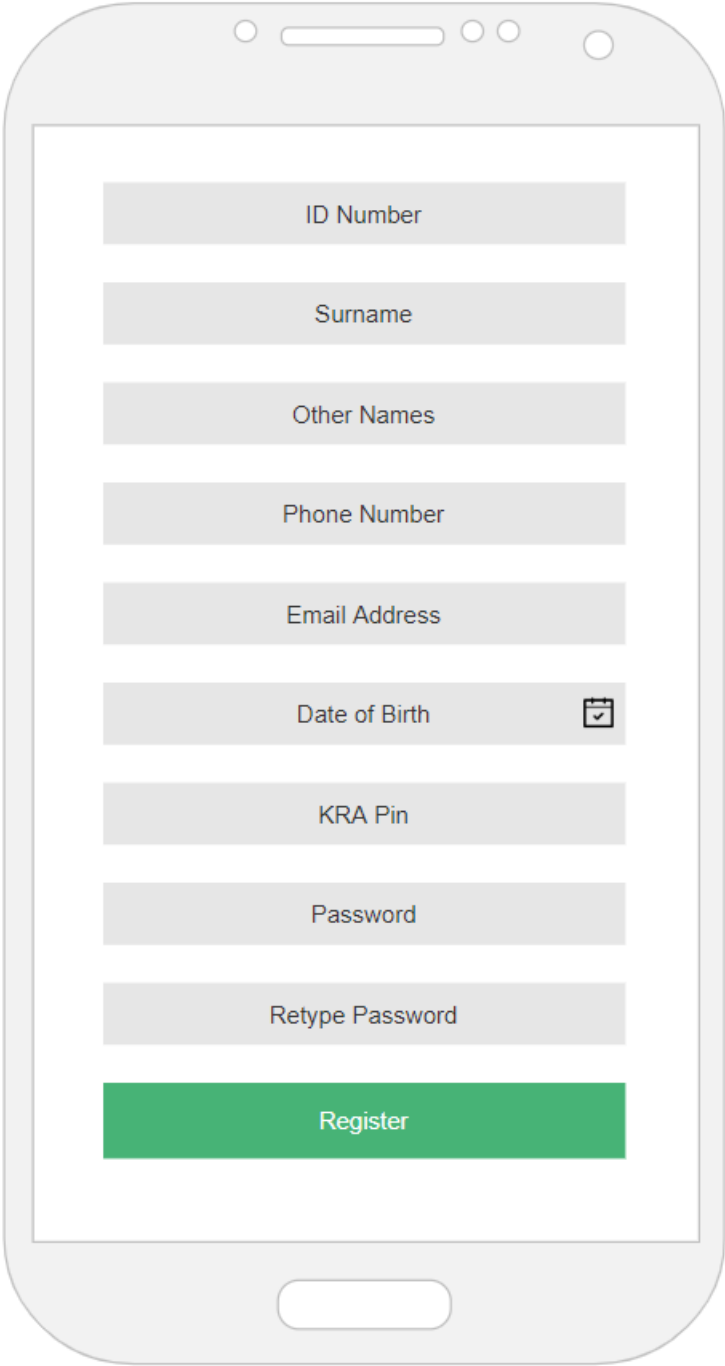 ID Number
Surname
Other Names
Phone Number
Email Address
Date of Birth
KRA Pin
Password
Retype Password
Register